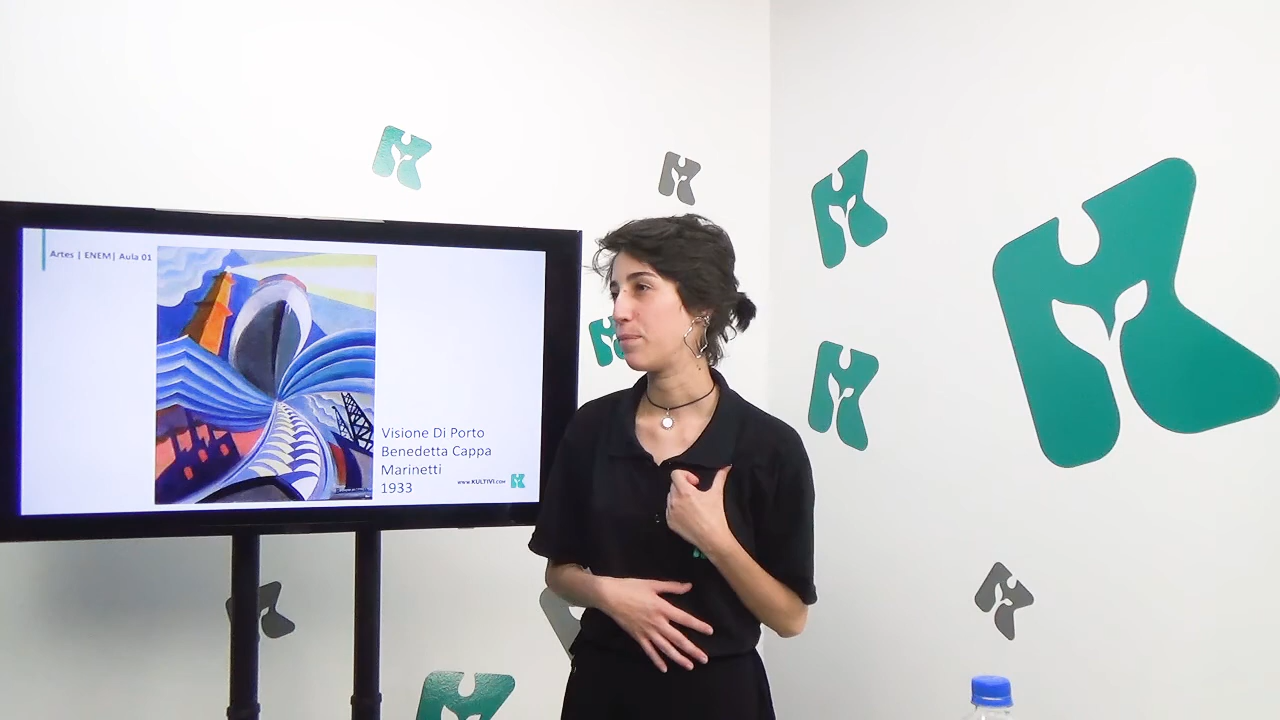 Artes | ENEM| Aula 01
Visione Di Porto
Benedetta Cappa
Marinetti
1933
www.KULTIVI.COM